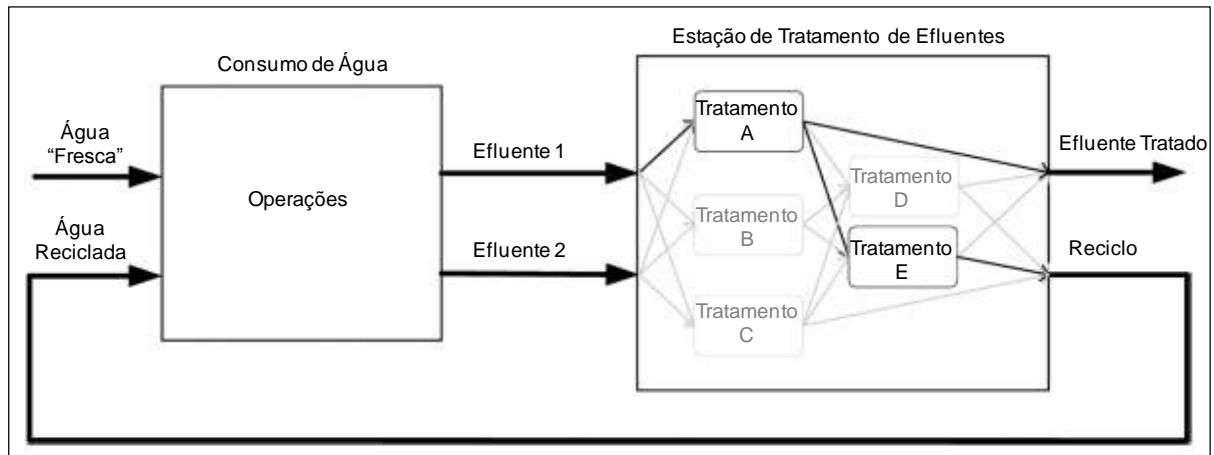 Estação de Tratamento de Efluentes
Consumo de Água
Água
“Fresca”
Operações
Água
Reciclada
Efluente 1
Efluente 2
Tratamento
A
Tratamento
B
Tratamento
C
Tratamento
D
Tratamento
E
Efluente Tratado
Reciclo